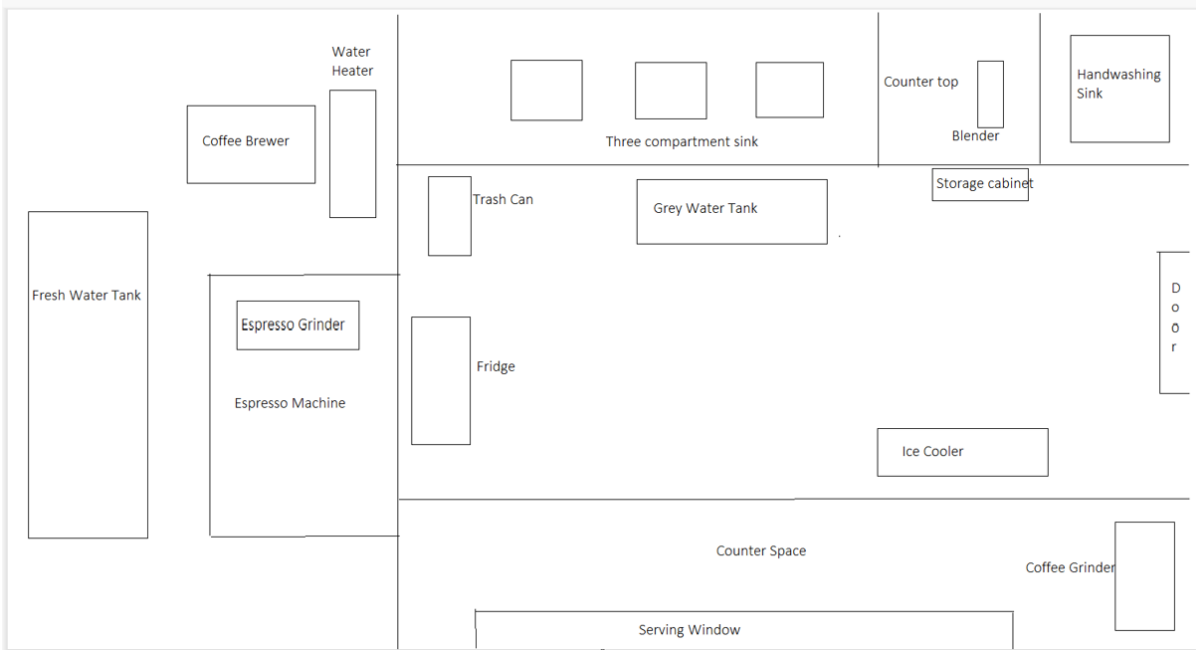 Water
Heater
Coffee Brewer
Three compartment sink
Counter top
Blender
Handwashing
Sink
Trash Can
Grey Water Tank
Storage cabinet
Fresh Water Tank
Espresso Grinder
Espresso Machine
Fridge
D
o
o
r
Ice Cooler
Counter Space
Coffee Grinder
Serving Window